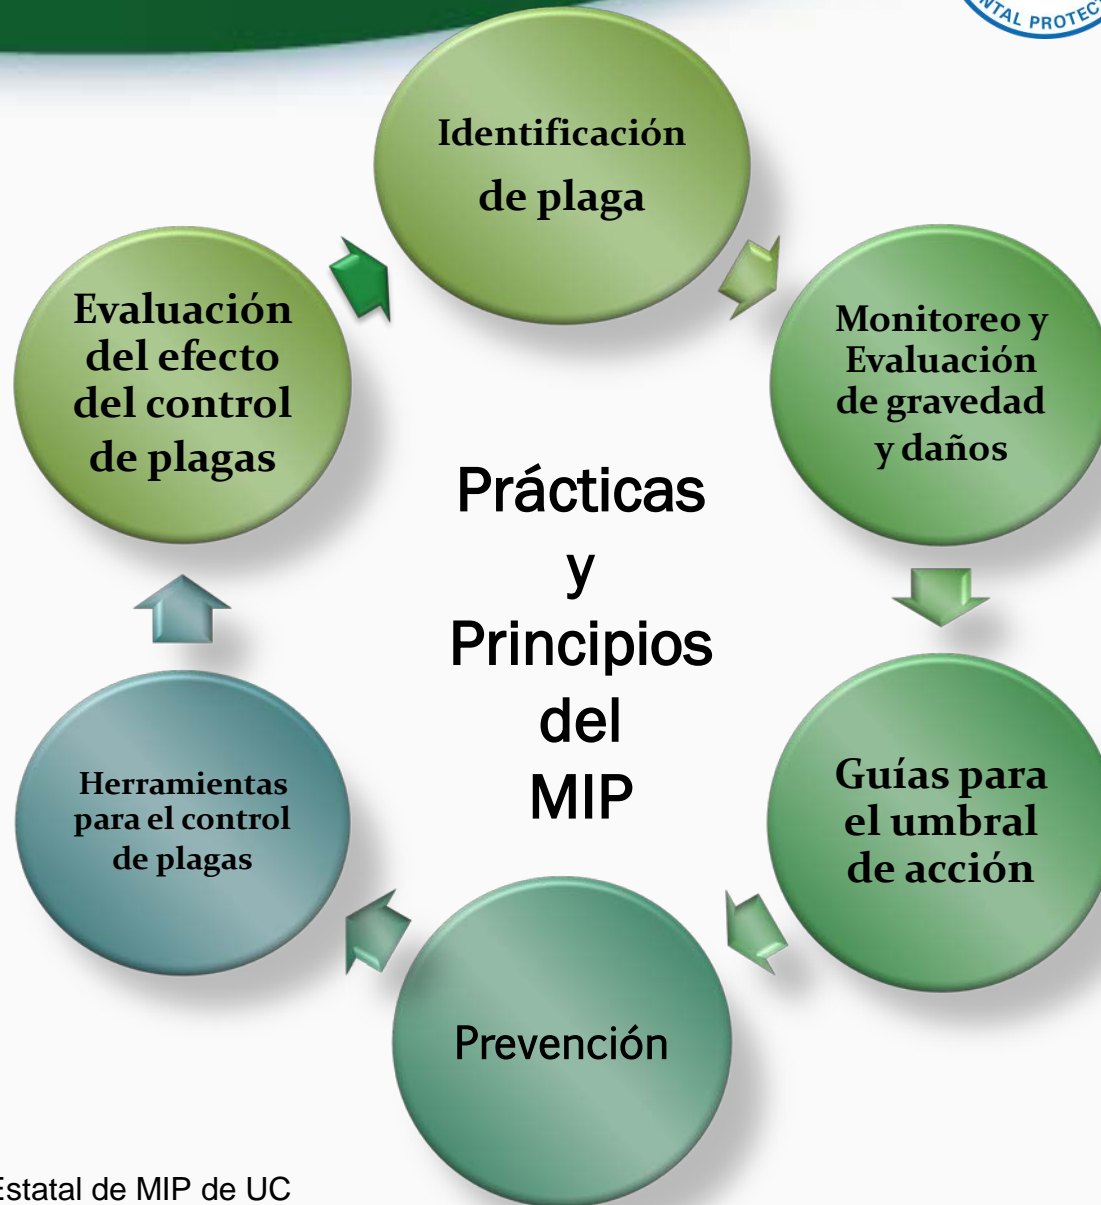 NTAL PROTEC
Identificación
de plaga
Monitoreo y
Evaluación
de gravedad
y daños
Guías para
el umbral
de acción
Prevención
Herramientas
para el control
de plagas
Evaluación
del efecto
del control
de plagas
Prácticas
y
Principios
del
MIP
Estatal de MIP de UC